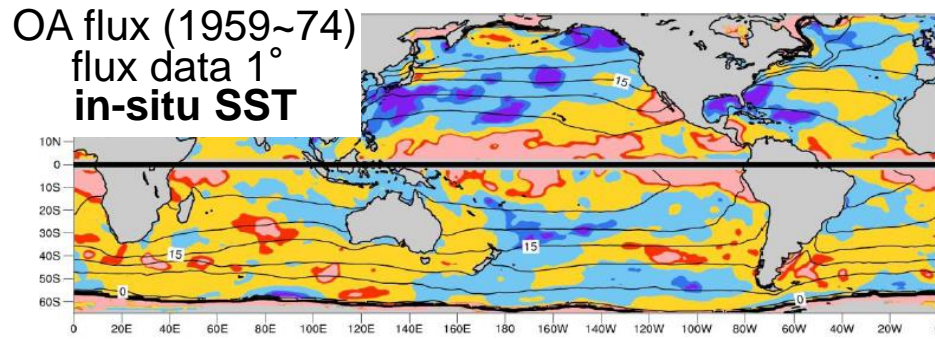 OA flux (1959~74)
flux data 1°
in-situ SST
15
10N
0
10S
20S
30S
40S
50S
60S
15
15
0
0
0 20E 40E 60E 80E 100E 120E 140E 160E 180 160W 140W 120W 100W 80W 60W 40W 20W